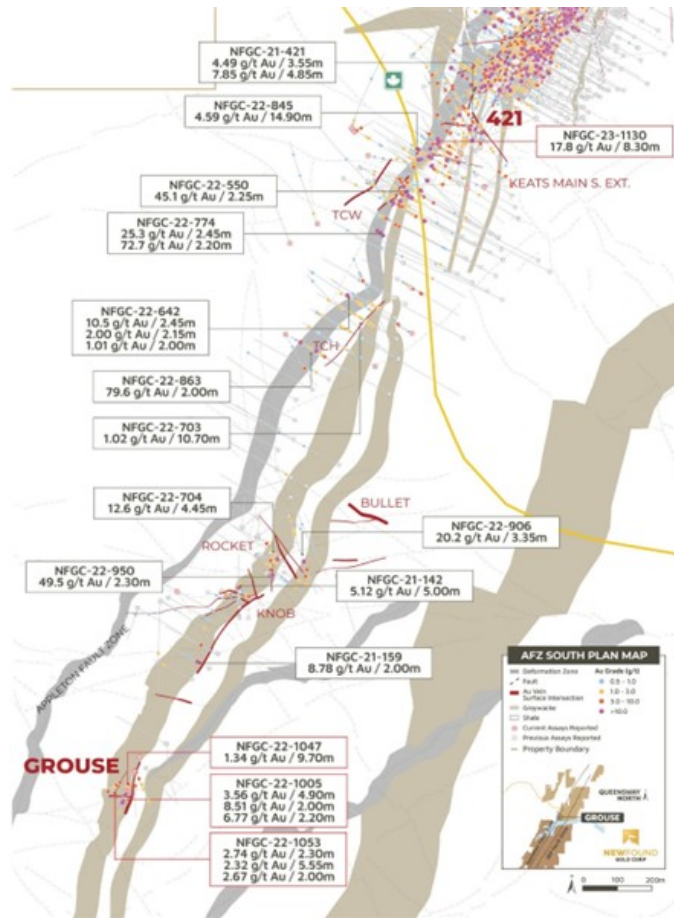 NFGC-21-421
4.49 g/t Au / 3.55m
7.85 g/t Au / 4.85m
NFGC-22-845
4.59 g/t Au / 14.90m
421
NFGC-23-1130
17.8 g/t Au / 8.30m
KEATS MAIN S. EXT.
NFGC-22-550
45.1 g/t Au / 2.25m
TCW
NFGC-22-774
25.3 g/t Au / 2.45m
72.7 g/t Au / 2.20m
NFGC-22-642
10.5 g/t Au / 2.45m
2.00 g/t Au / 2.15m
1.01 g/t Au / 2.00m
TCH
NFGC-22-863
79.6 g/t Au / 2.00m
NFGC-22-703
1.02 g/t Au / 10.70m
NFGC-22-704
12.6 g/t Au / 4.45m
BULLET
NFGC-22-906
20.2 g/t Au / 3.35m
ROCKET
NFGC-22-950
49.5 g/t Au / 2.30m
NFGC-21-142
5.12 g/t Au / 5.00m
KNOB
NFGC-21-159
8.78 g/t Au / 2.00m
APPLETON FAULT ZONE
GROUSE
NFGC-22-1047
1.34 g/t Au / 9.70m
NFGC-22-1005
3.56 g/t Au / 4.90m
8.51 g/t Au / 2.00m
6.77 g/t Au / 2.20m
NFGC-22-1053
2.74 g/t Au / 2.30m
2.32 g/t Au / 5.55m
2.67 g/t Au / 2.00m
AFZ SOUTH PLAN MAP
Deformation Zone
Fault
Au Vein
Surface Intersection
Greywacke
Shale
Current Assays Reported
Previous Assays Reported
Property Boundary
Au Grade (g/t)
0.5 - 1.0
1.0 - 3.0
3.0 - 10.0
>10.0
QUEENSWAY
NORTH
GROUSE
NEWFOUND
GOLD CORP
0 100 200m